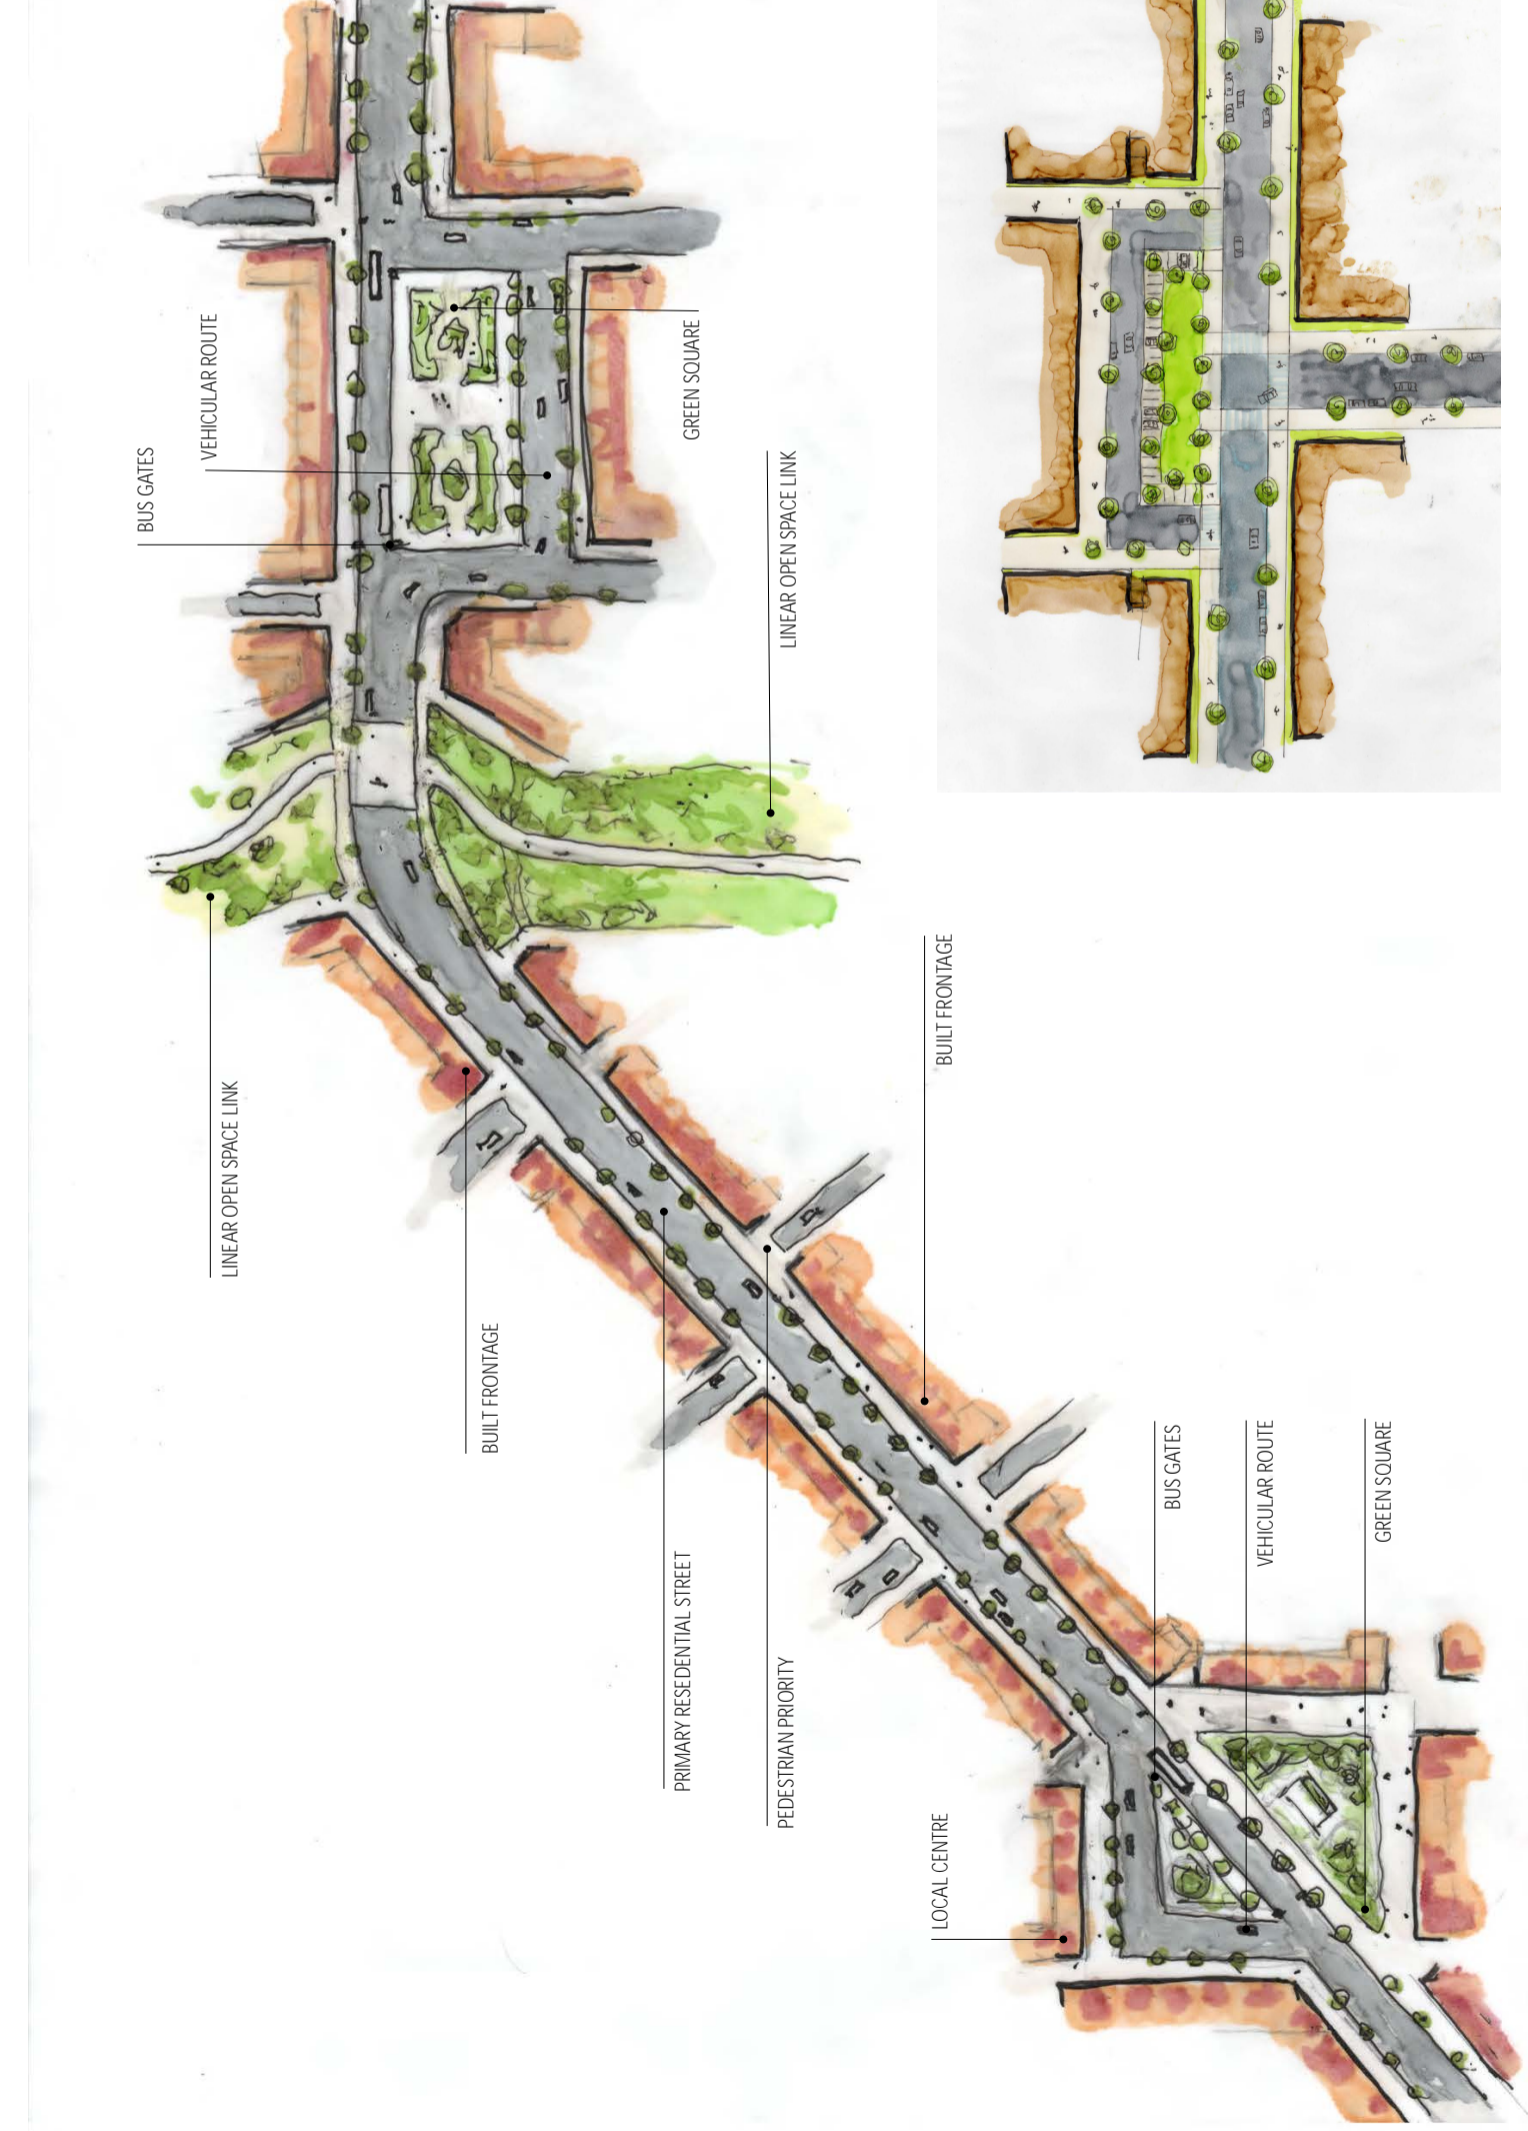 BUS GATES
VEHICULAR ROUTE
GREEN SQUARE
LINEAR OPEN SPACE LINK
LINEAR OPEN SPACE LINK
BUILT FRONTAGE
BUILT FRONTAGE
PRIMARY RESEDENTIAL STREET
PEDESTRIAN PRIORITY
LOCAL CENTRE
BUS GATES
VEHICULAR ROUTE
GREEN SQUARE